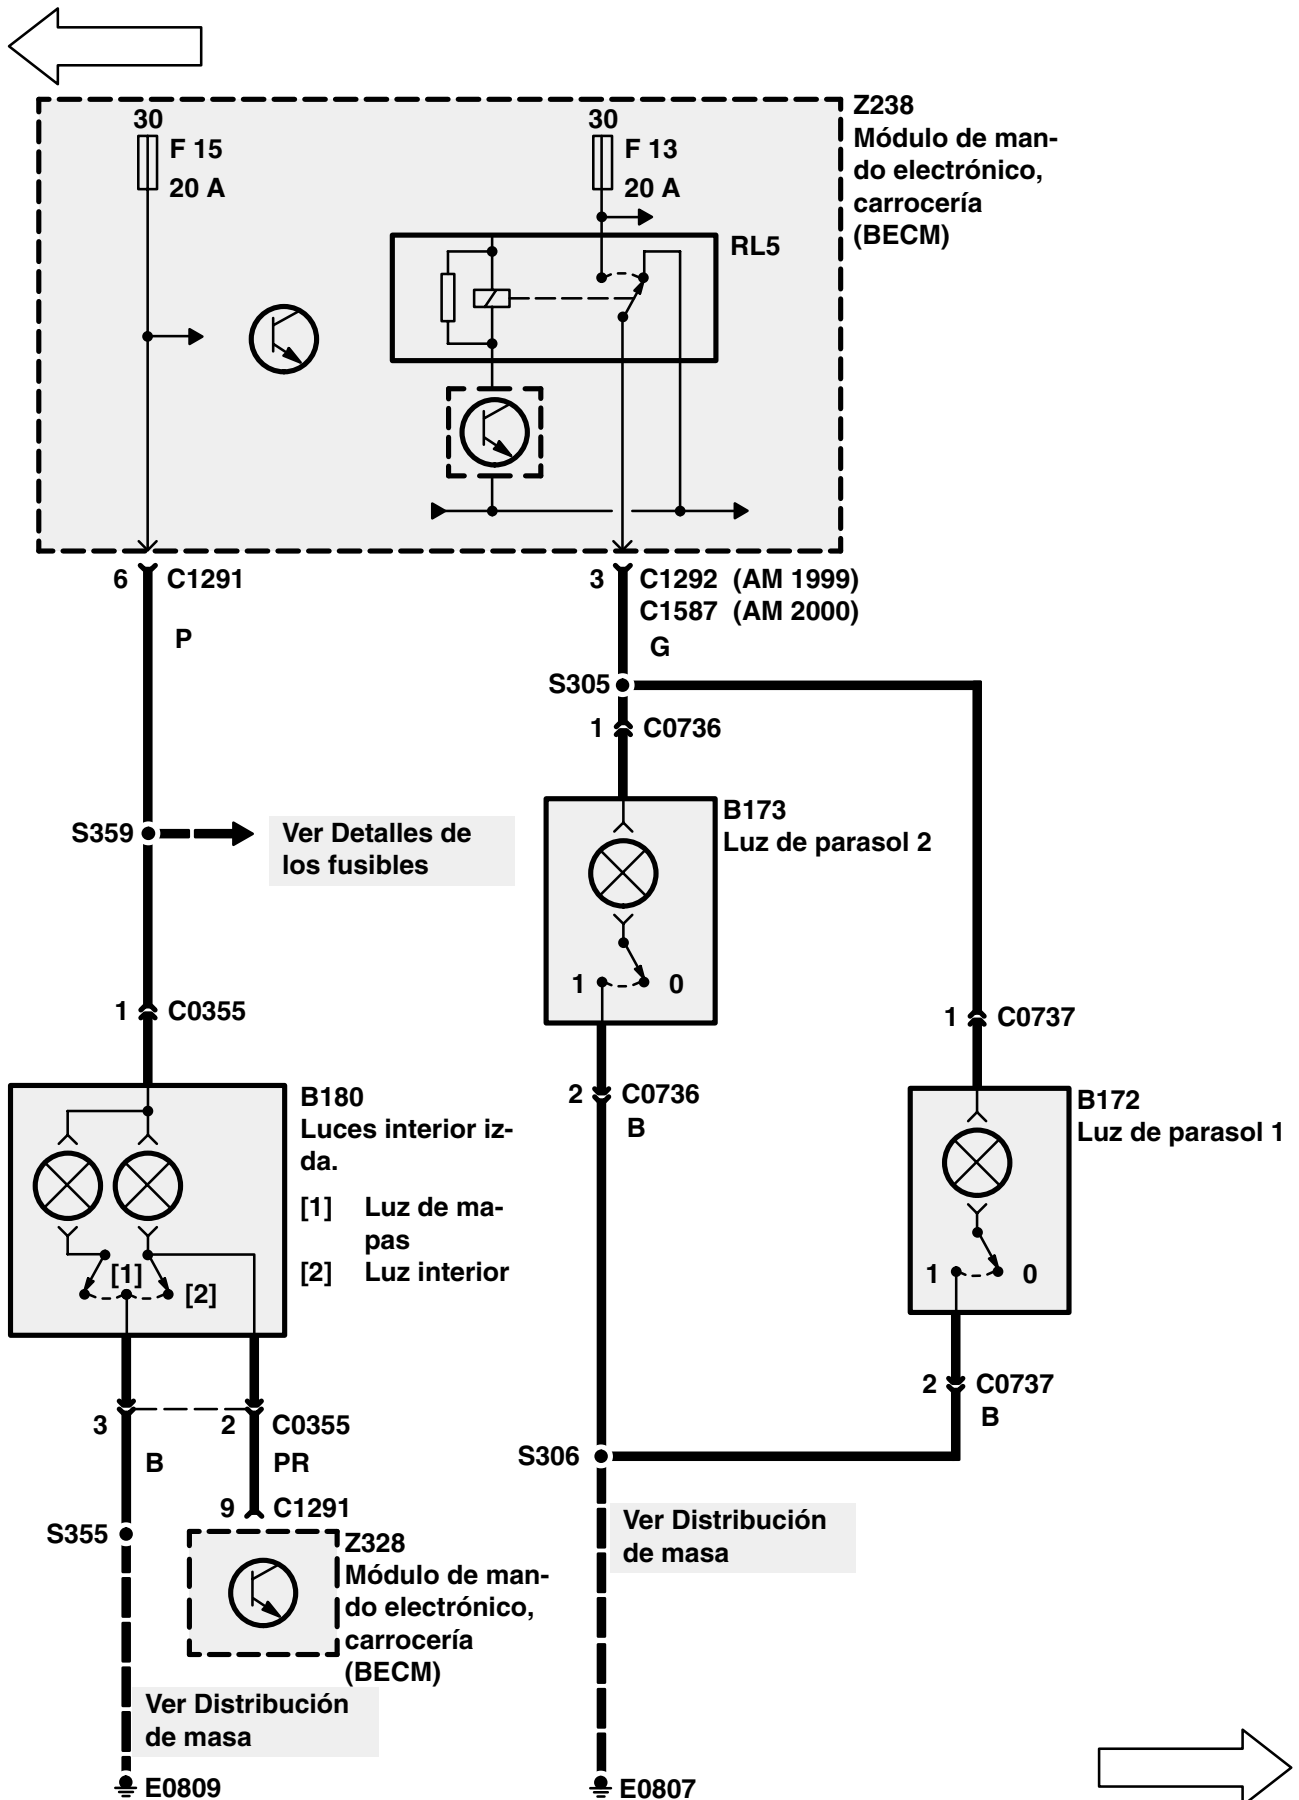 30
F 15
20 A
30
F 13
20 A
Z238
Módulo de man-
do electrónico,
carrocería
(BECM)
RL5
6 C1291
P
3 C1292 (AM 1999)
C1587 (AM 2000)
G
S305
1 C0736
S359
Ver Detalles de
los fusibles
B173
Luz de parasol 2
1 0
1 C0355
1 C0737
B180
Luces interior iz-
da.
[1] Luz de ma-
pas
[2] Luz interior
[1]
[2]
2 C0736
B
B172
Luz de parasol 1
1 0
2 C0737
B
3 2 C0355
B PR
S306
9 C1291
S355
Z328
Módulo de man-
do electrónico,
carrocería
(BECM)
Ver Distribución
de masa
Ver Distribución
de masa
E0809
E0807